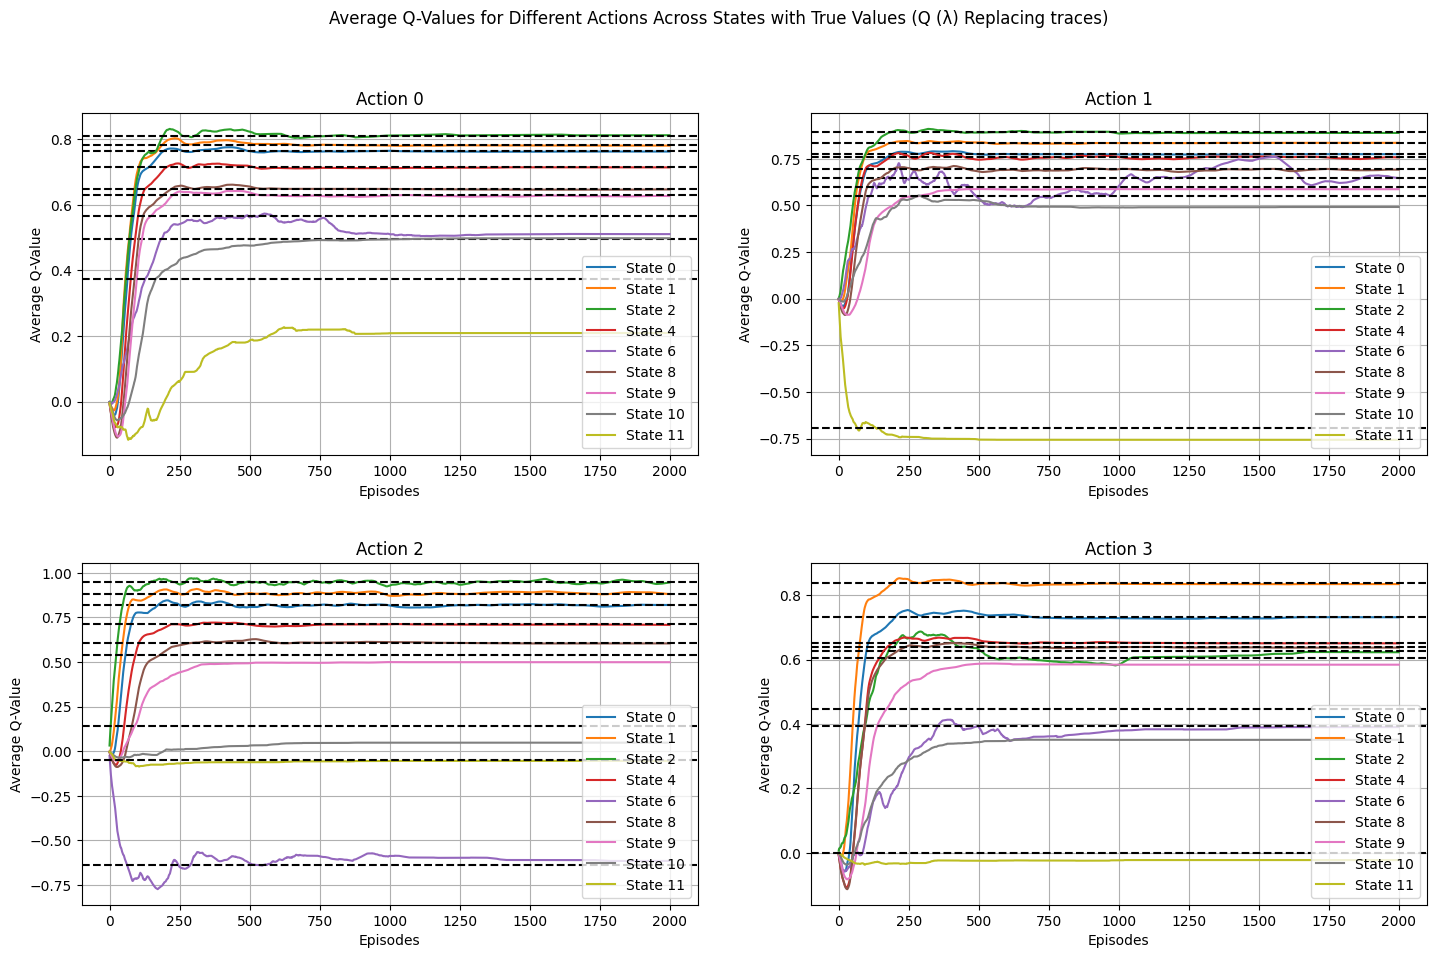 Average Q-Values for Different Actions Across States with True Values (Q (λ) Replacing traces)
Action 0
Average Q-Value
0.8
0.6
0.4
0.2
0.0
0 250 500 750 1000 1250 1500 1750 2000
Episodes
State 0
State 1
State 2
State 4
State 6
State 8
State 9
State 10
State 11
Action 1
Average Q-Value
0.75
0.50
0.25
0.00
−0.25
−0.50
−0.75
0 250 500 750 1000 1250 1500 1750 2000
Episodes
State 0
State 1
State 2
State 4
State 6
State 8
State 9
State 10
State 11
Action 2
Average Q-Value
1.00
0.75
0.50
0.25
0.00
−0.25
−0.50
−0.75
0 250 500 750 1000 1250 1500 1750 2000
Episodes
State 0
State 1
State 2
State 4
State 6
State 8
State 9
State 10
State 11
Action 3
Average Q-Value
0.8
0.6
0.4
0.2
0.0
0 250 500 750 1000 1250 1500 1750 2000
Episodes
State 0
State 1
State 2
State 4
State 6
State 8
State 9
State 10
State 11